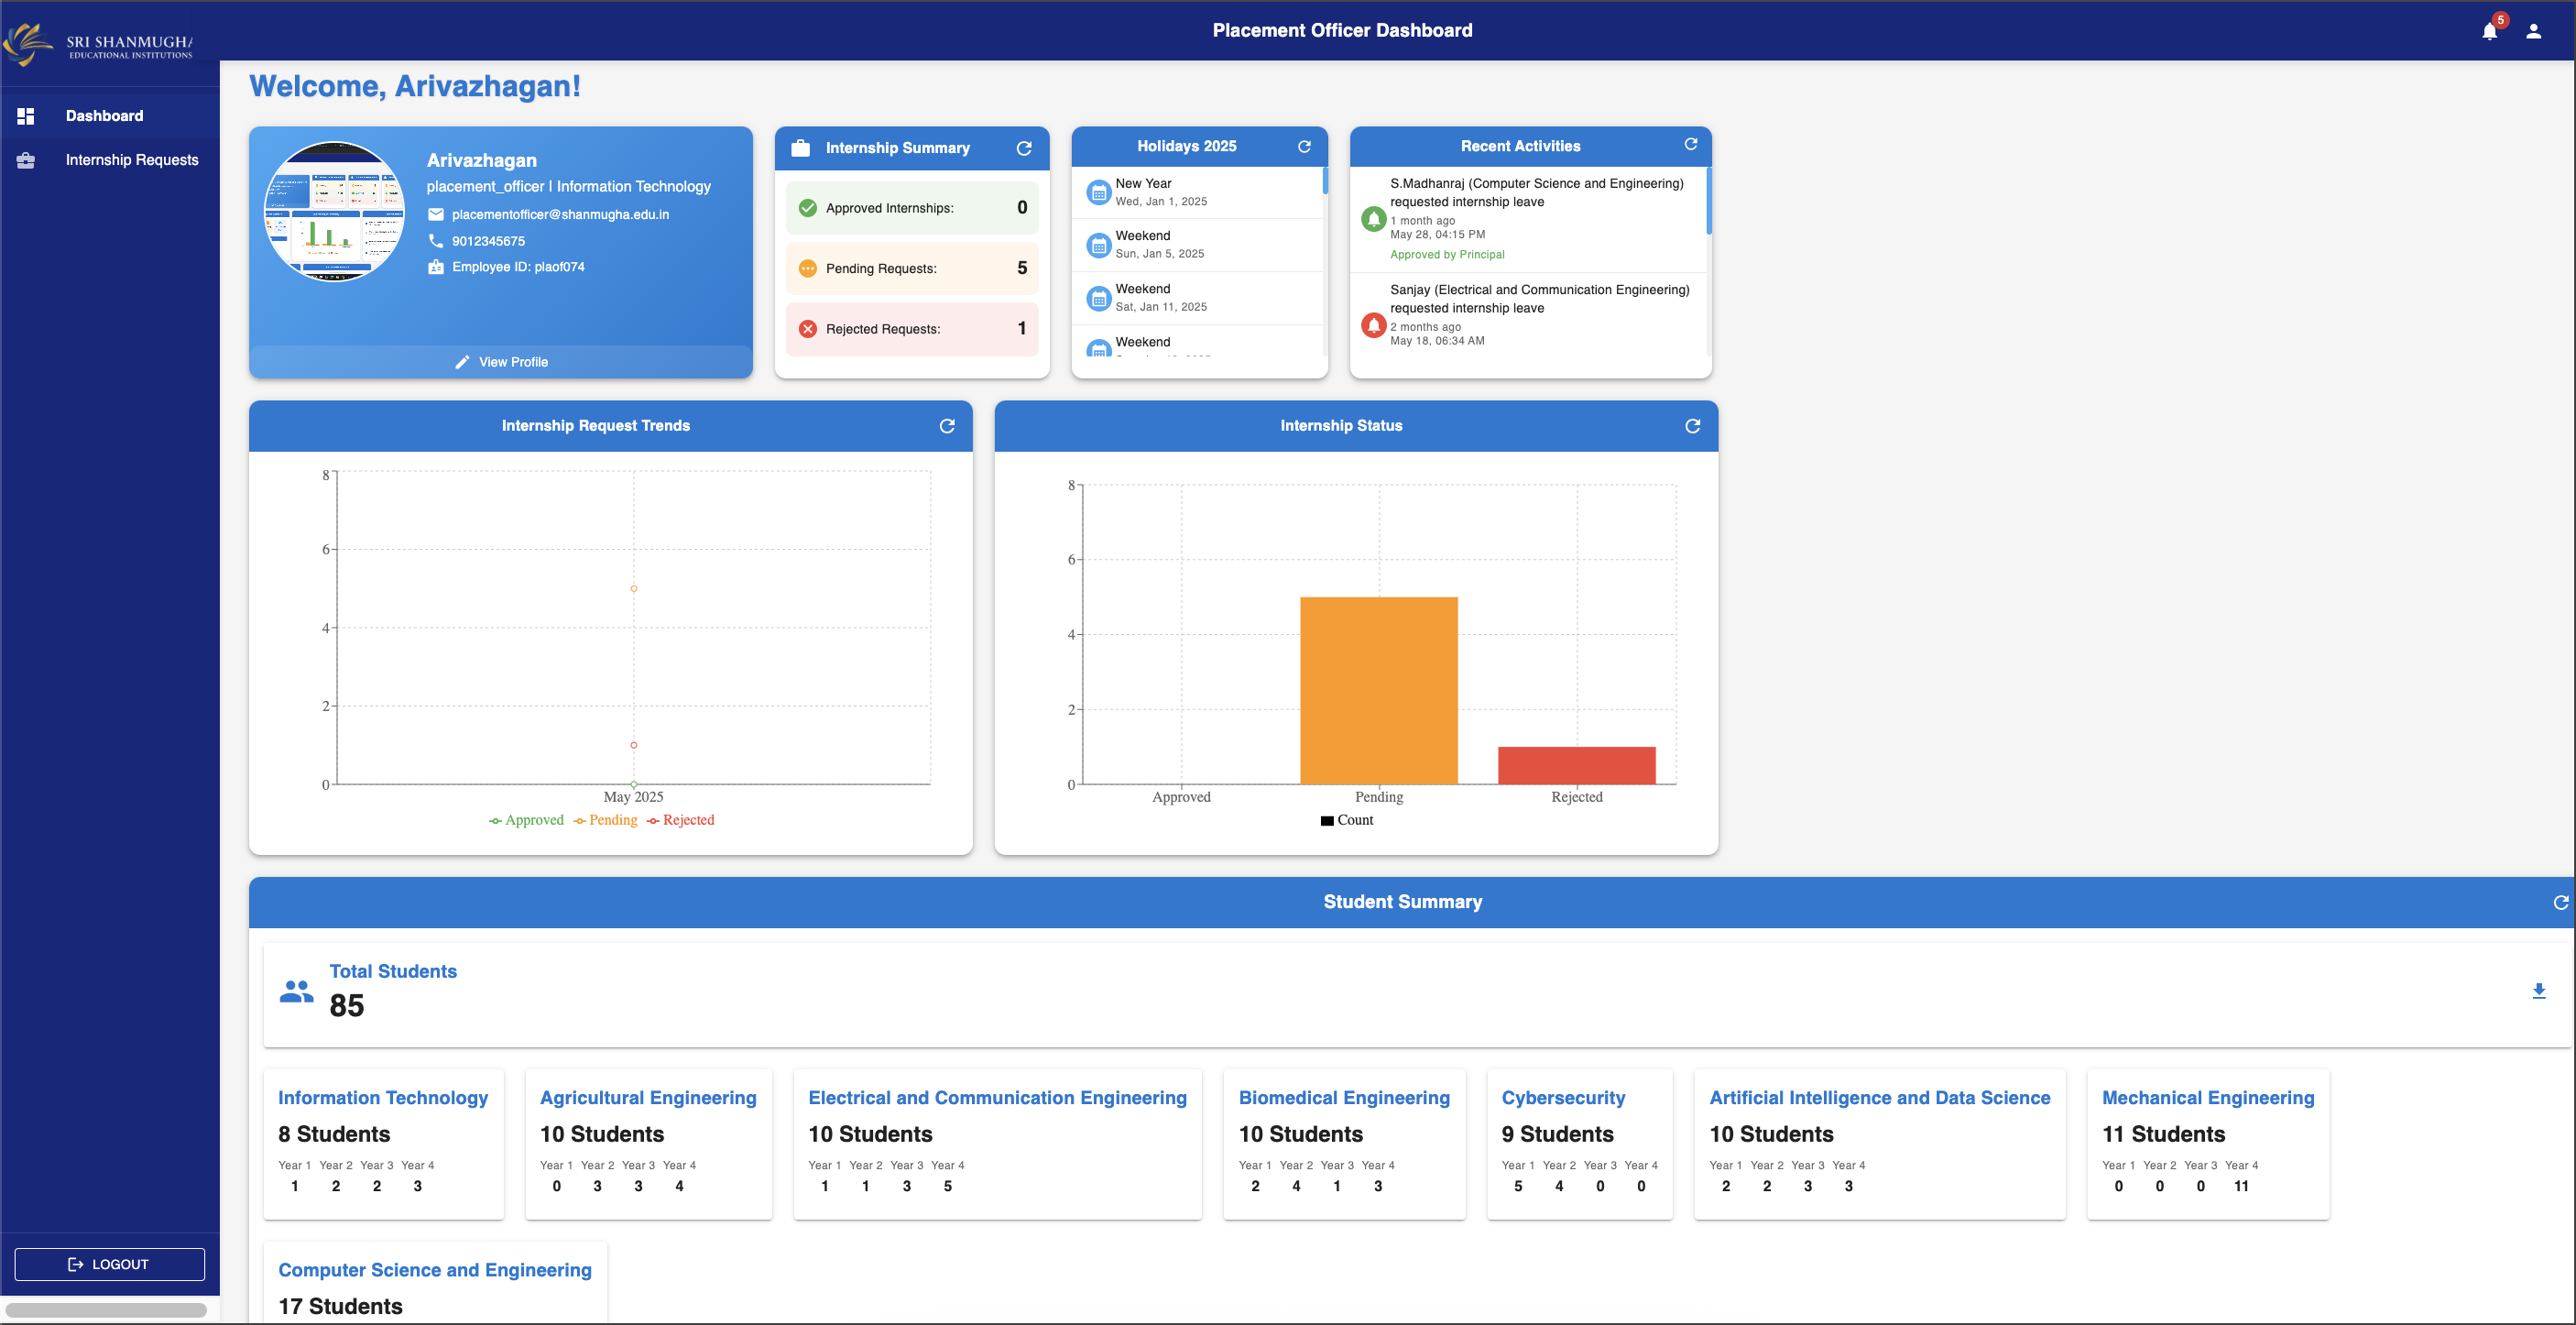 SRI SHANMUGHA
EDUCATIONAL INSTITUTIONS
Placement Officer Dashboard
5
Dashboard
Internship Requests
LOGOUT
Welcome, Arivazhagan!
Arivazhagan
placement_officer | Information Technology
placementofficer@shanmugha.edu.in
9012345675
Employee ID: plaof074
View Profile
Internship Summary
Approved Internships: 0
Pending Requests: 5
Rejected Requests: 1
Holidays 2025
New Year
Wed, Jan 1, 2025
Weekend
Sun, Jan 5, 2025
Weekend
Sat, Jan 11, 2025
Weekend
Recent Activities
S.Madhanraj (Computer Science and Engineering)
requested internship leave
1 month ago
May 28, 04:15 PM
Approved by Principal
Sanjay (Electrical and Communication Engineering)
requested internship leave
2 months ago
May 18, 06:34 AM
Internship Request Trends
8
6
4
2
0
May 2025
Approved Pending Rejected
Internship Status
8
6
4
2
0
Approved Pending Rejected
Count
Student Summary
Total Students
85
Information Technology
8 Students
Year 1 Year 2 Year 3 Year 4
1 2 2 3
Agricultural Engineering
10 Students
Year 1 Year 2 Year 3 Year 4
0 3 3 4
Electrical and Communication Engineering
10 Students
Year 1 Year 2 Year 3 Year 4
1 1 3 5
Biomedical Engineering
10 Students
Year 1 Year 2 Year 3 Year 4
2 4 1 3
Cybersecurity
9 Students
Year 1 Year 2 Year 3 Year 4
5 4 0 0
Artificial Intelligence and Data Science
10 Students
Year 1 Year 2 Year 3 Year 4
2 2 3 3
Mechanical Engineering
11 Students
Year 1 Year 2 Year 3 Year 4
0 0 0 11
Computer Science and Engineering
17 Students